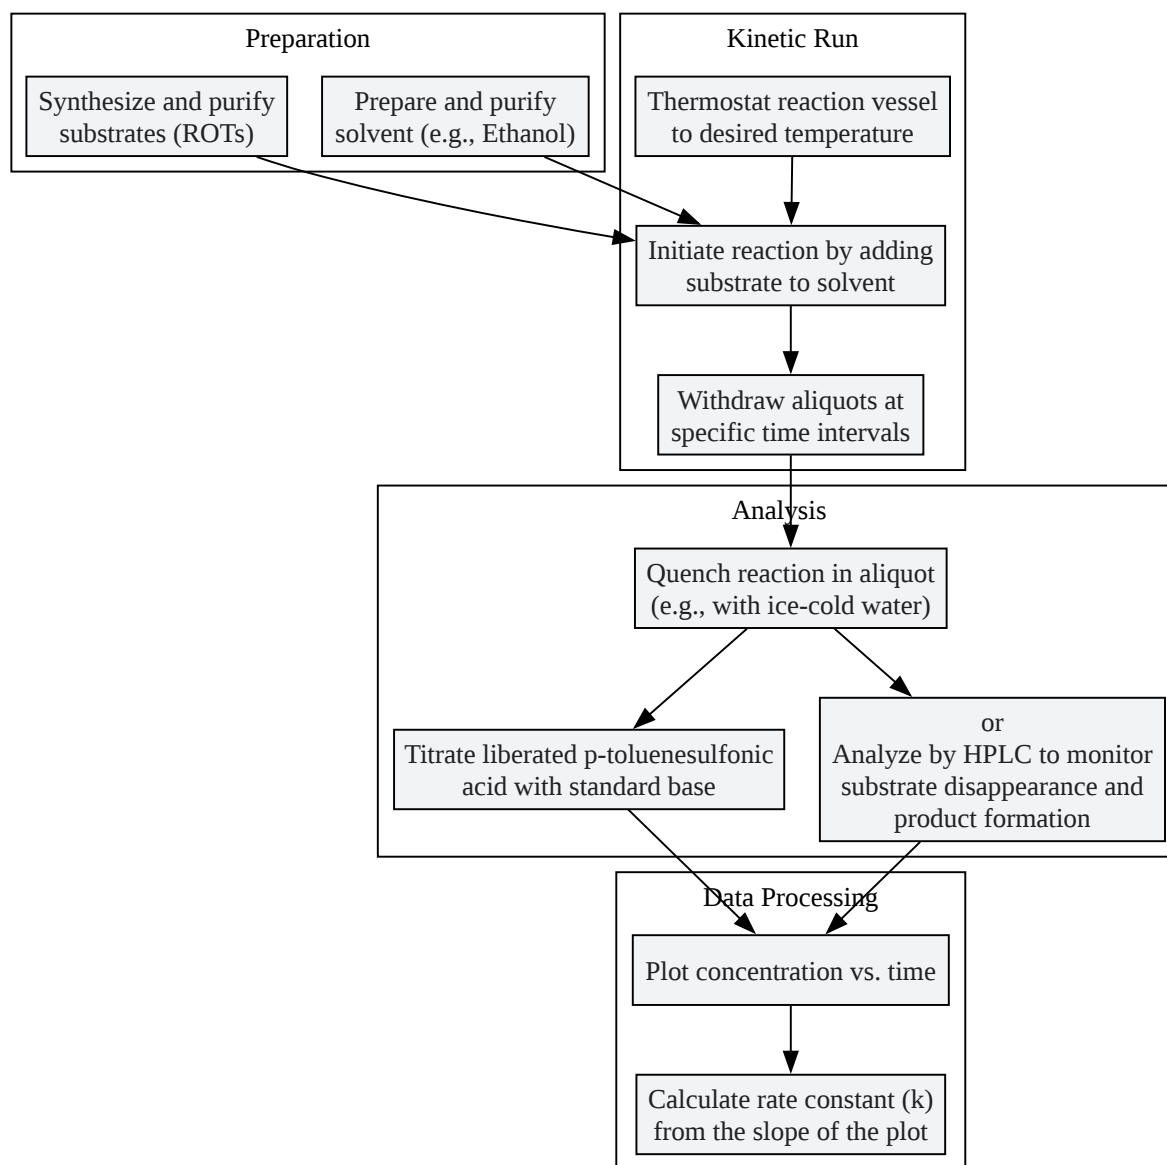 Preparation
Synthesize and purify
substrates (ROTs)
Prepare and purify
solvent (e.g., Ethanol)
Kinetic Run
Thermostat reaction vessel
to desired temperature
Initiate reaction by adding
substrate to solvent
Withdraw aliquots at
specific time intervals
Analysis
Quench reaction in aliquot
(e.g., with ice-cold water)
Titrate liberated p-toluenesulfonic
acid with standard base
or
Analyze by HPLC to monitor
substrate disappearance and
product formation
Data Processing
Plot concentration vs. time
Calculate rate constant (k)
from the slope of the plot